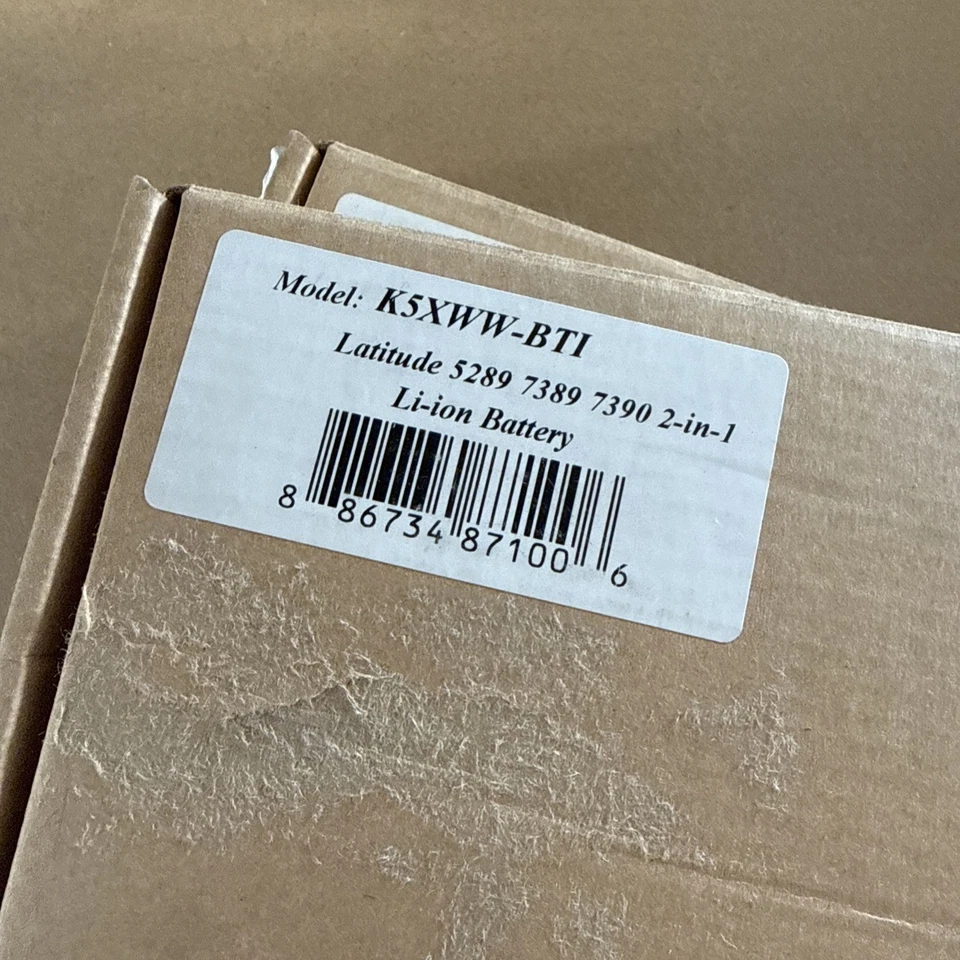 Model: K5XWW-BTI
Latitude 5289 7389 7390 2-in-1
Li-ion Battery
8 86734 87100 6